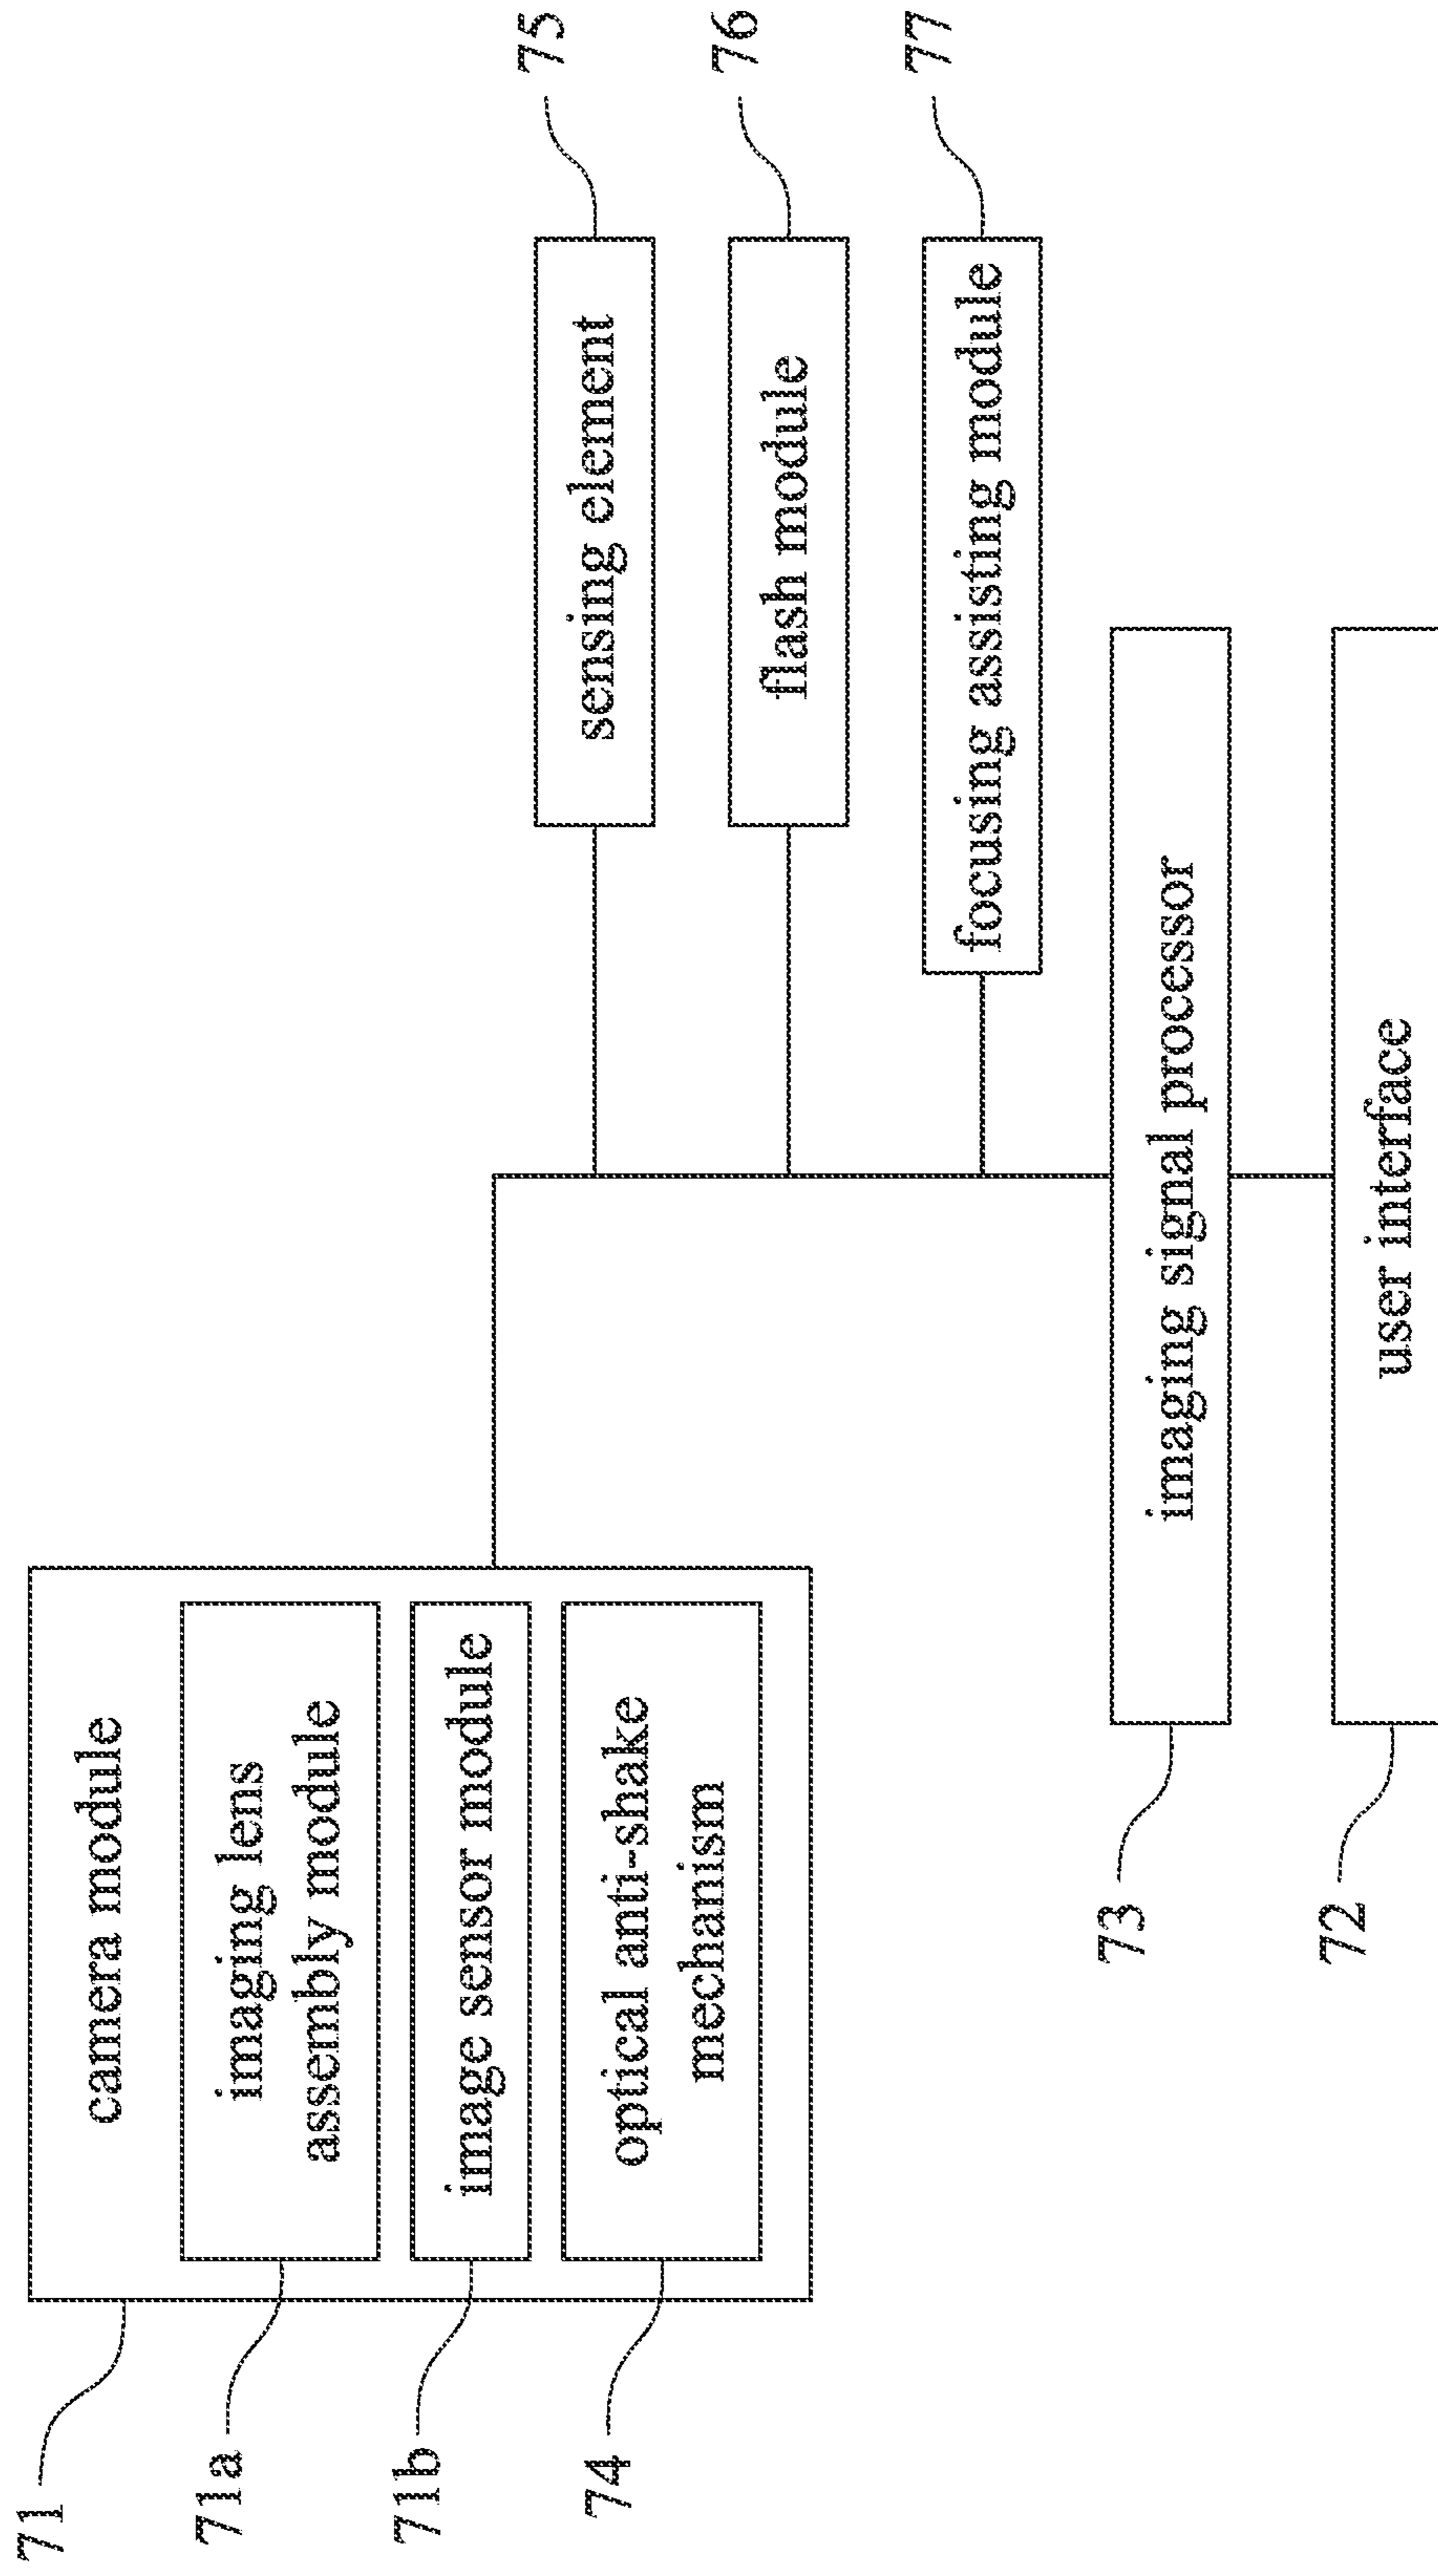 71
camera module
71a
imaging lens
assembly module
71b
image sensor module
74
optical anti-shake
mechanism
sensing element
75
flash module
76
focusing assisting module
77
73
imaging signal processor
72
user interface